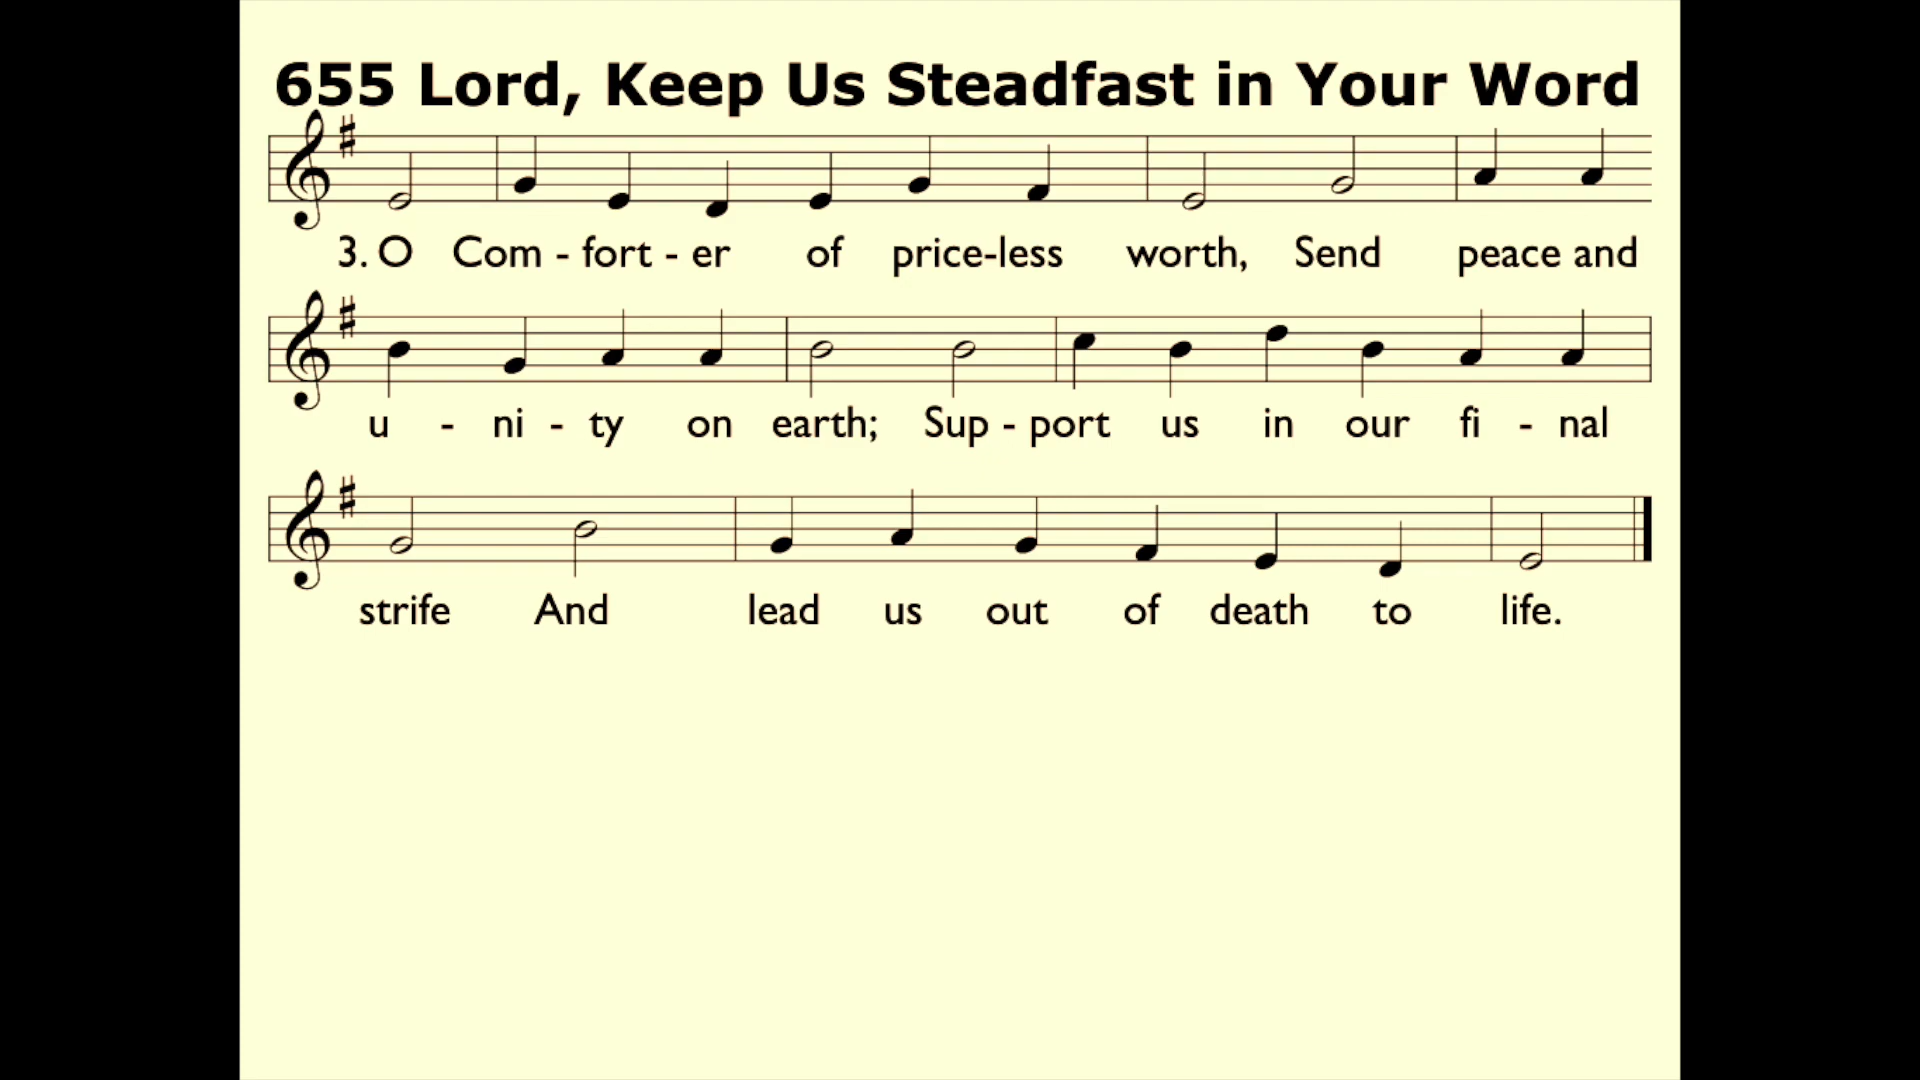 655 Lord, Keep Us Steadfast in Your Word
3. O Com - fort - er of price-less worth, Send peace and
u - ni - ty on earth; Sup - port us in our fi - nal
strife And lead us out of death to life.